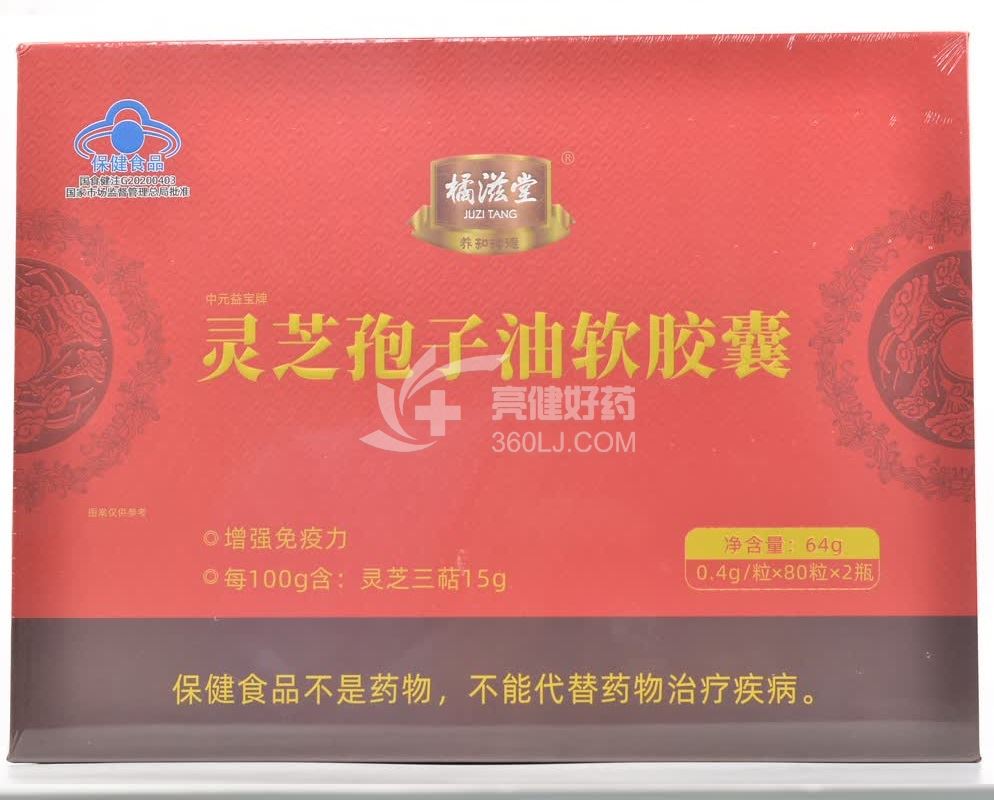 保健食品
国食健注G20200403
国家市场监督管理总局批准
橘滋堂
®
JUZI TANG
中元益宝牌
灵芝孢子油软胶囊
亮健好药
360LJ.COM
图案仅供参考
◎增强免疫力
◎每100g含：灵芝三萜15g
净含量：64g
0.4g/粒×80粒×2瓶
保健食品不是药物，不能代替药物治疗疾病。